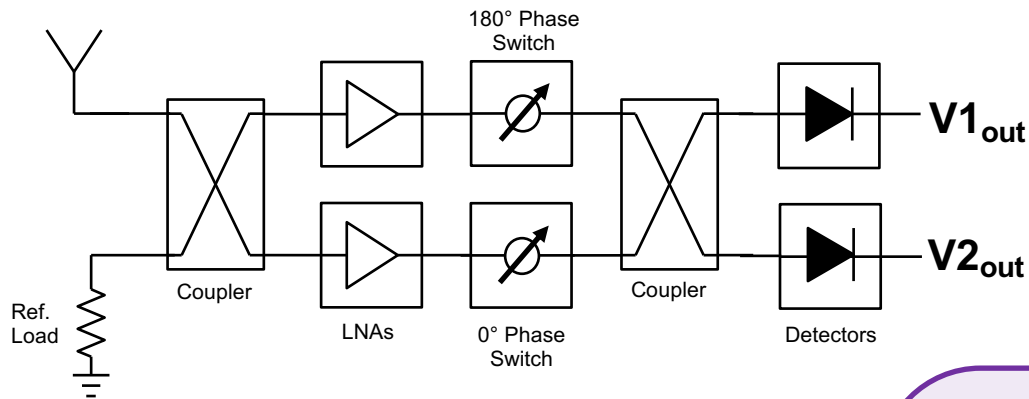 180° Phase
Switch
V1out
Coupler
Ref.
Load
LNAs
0° Phase
Switch
Coupler
Detectors
V2out